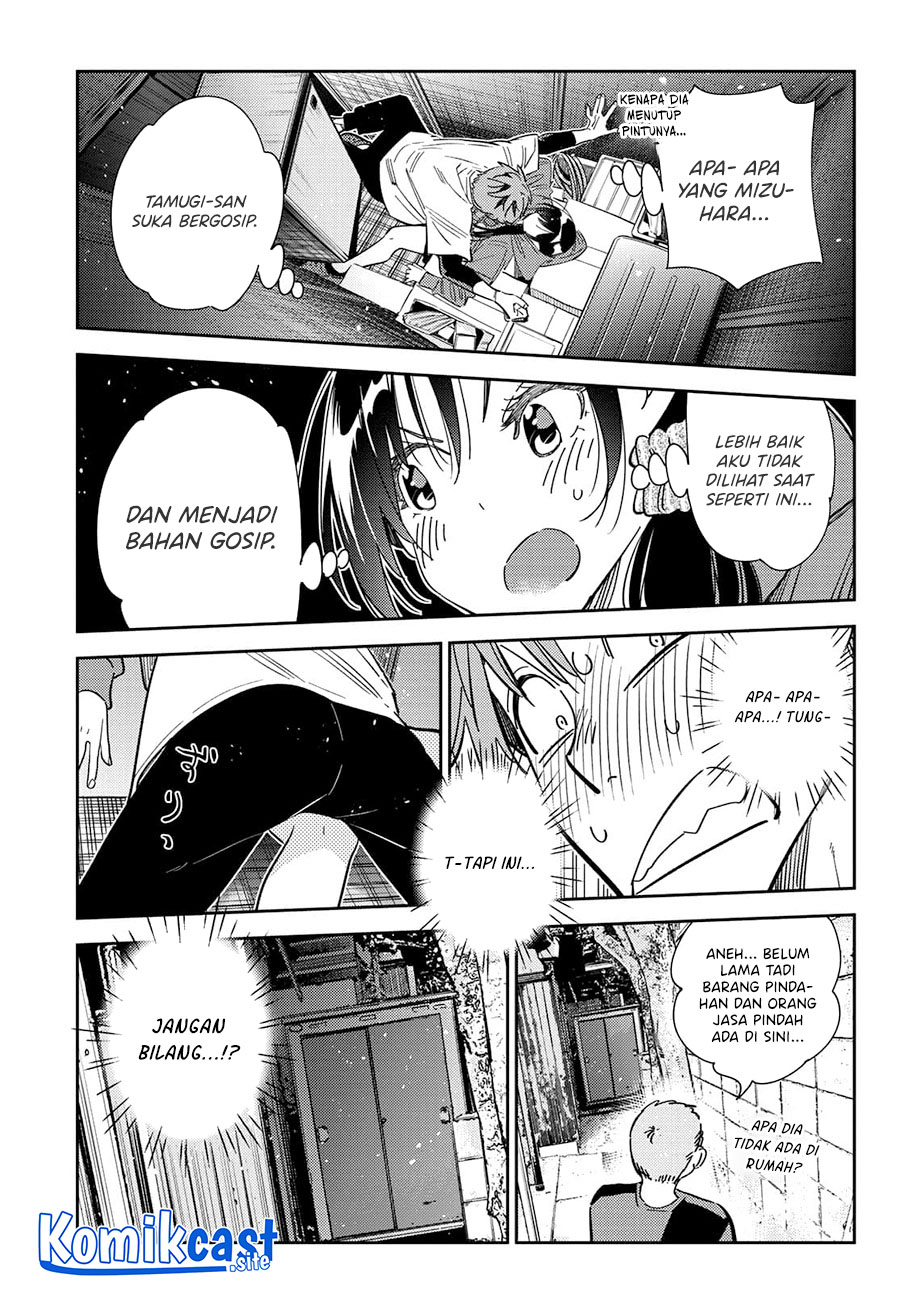 KENAPA DIA
MENUTUP
PINTUNYA...
APA- APA
YANG MIZU-
HARA...
TAMUGI-SAN
SUKA BERGOSIP.
LEBIH BAIK
AKU TIDAK
DILIHAT SAAT
SEPERTI INI...
DAN MENJADI
BAHAN GOSIP.
APA- APA-
APA...! TUNG-
T-TAPI INI...
ANEH... BELUM
LAMA TADI
BARANG PINDA-
HAN DAN ORANG
JASA PINDAH
ADA DI SINI...
APA DIA
TIDAK ADA DI
RUMAH?
JANGAN
BILANG...!?
Komikcast
.site